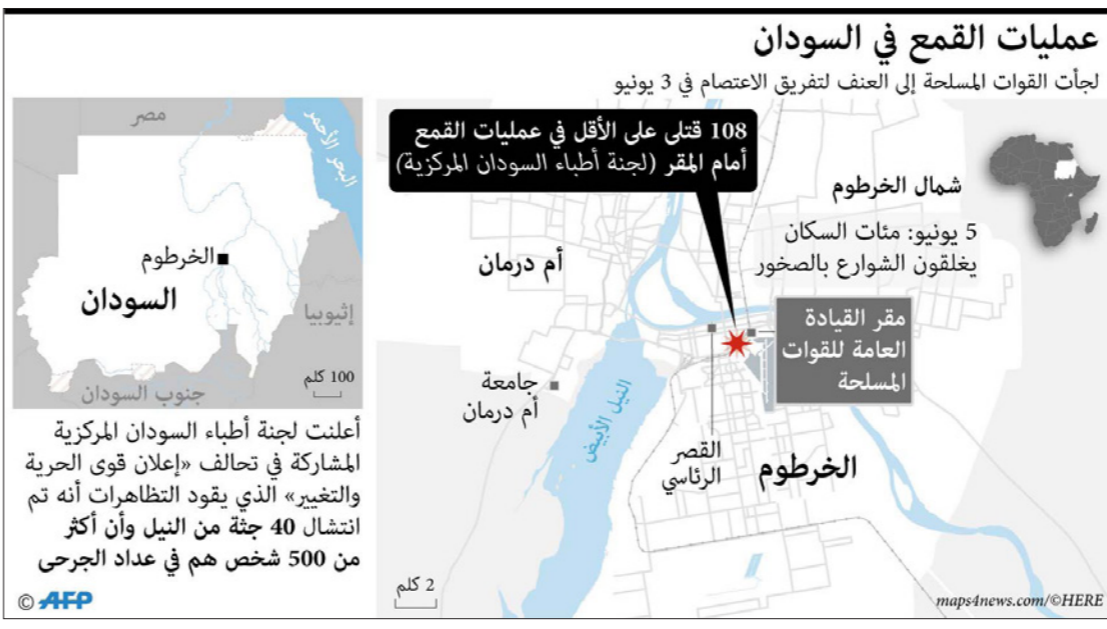 عمليات القمع في السودان
لجأت القوات المسلحة إلى العنف لتفريق الاعتصام في 3 يونيو
108 قتلى على الأقل في عمليات القمع
أمام المقر (لجنة أطباء السودان المركزية)
شمال الخرطوم
5 يونيو: مئات السكان
يغلقون الشوارع بالصخور
أم درمان
مقر القيادة
العامة للقوات
المسلحة
جامعة
أم درمان
النيل الأبيض
القصر
الرئاسي
الخرطوم
2 كلم
maps4news.com/©HERE
مصر
البحر الأحمر
الخرطوم
السودان
إثيوبيا
100 كلم
جنوب السودان
أعلنت لجنة أطباء السودان المركزية
المشاركة في تحالف «إعلان قوى الحرية
والتغيير» الذي يقود التظاهرات أنه تم
انتشال 40 جثة من النيل وأن أكثر
من 500 شخص هم في عداد الجرحى
© AFP